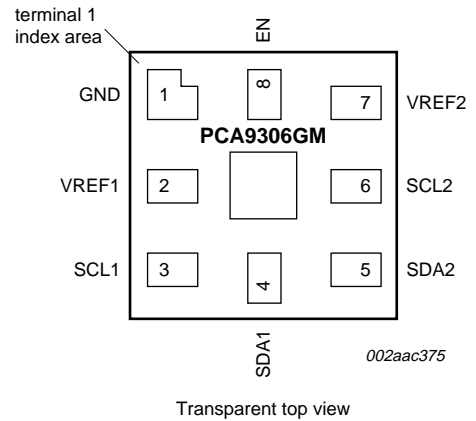 terminal 1
index area
EN
GND
1
8
7
VREF2
PCA9306GM
VREF1
2
6
SCL2
SCL1
3
4
5
SDA2
SDA1
002aac375
Transparent top view